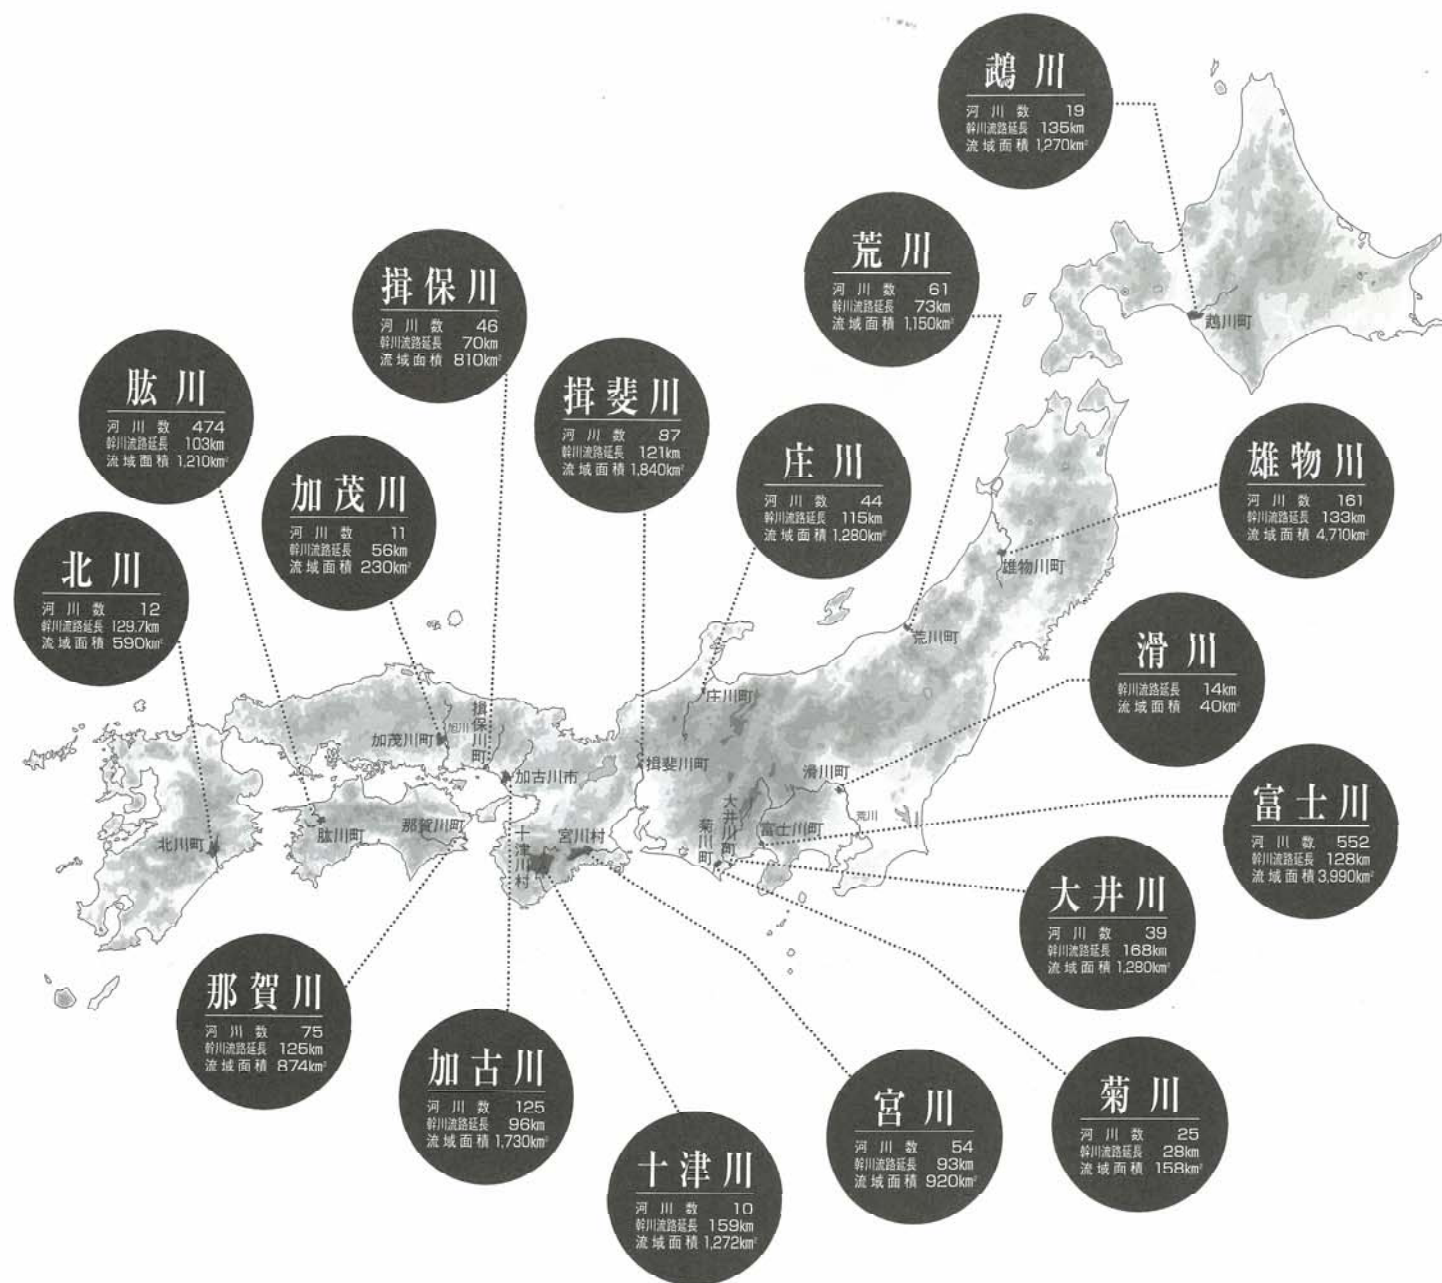 鵡川
河川数 19
幹川流路延長 135km
流域面積 1,270km²
荒川
河川数 61
幹川流路延長 73km
流域面積 1,150km²
揖保川
河川数 46
幹川流路延長 70km
流域面積 810km²
肱川
河川数 474
幹川流路延長 103km
流域面積 1,210km²
揖斐川
河川数 87
幹川流路延長 121km
流域面積 1,840km²
庄川
河川数 44
幹川流路延長 115km
流域面積 1,280km²
雄物川
河川数 161
幹川流路延長 133km
流域面積 4,710km²
加茂川
河川数 11
幹川流路延長 56km
流域面積 230km²
北川
河川数 12
幹川流路延長 129.7km
流域面積 590km²
滑川
幹川流路延長 14km
流域面積 40km²
富士川
河川数 552
幹川流路延長 128km
流域面積 3,990km²
大井川
河川数 39
幹川流路延長 168km
流域面積 1,280km²
那賀川
河川数 75
幹川流路延長 125km
流域面積 874km²
加古川
河川数 125
幹川流路延長 96km
流域面積 1,730km²
十津川
河川数 10
幹川流路延長 159km
流域面積 1,272km²
宮川
河川数 54
幹川流路延長 93km
流域面積 920km²
菊川
河川数 25
幹川流路延長 28km
流域面積 158km²
鵡川町
雄物川町
荒川町
庄川町
揖保川町
旭川
加茂川町
加古川市
揖斐川町
滑川町
荒川
大井川町
菊川町
富士川町
宮川村
十津川村
那賀川町
肱川町
北川町